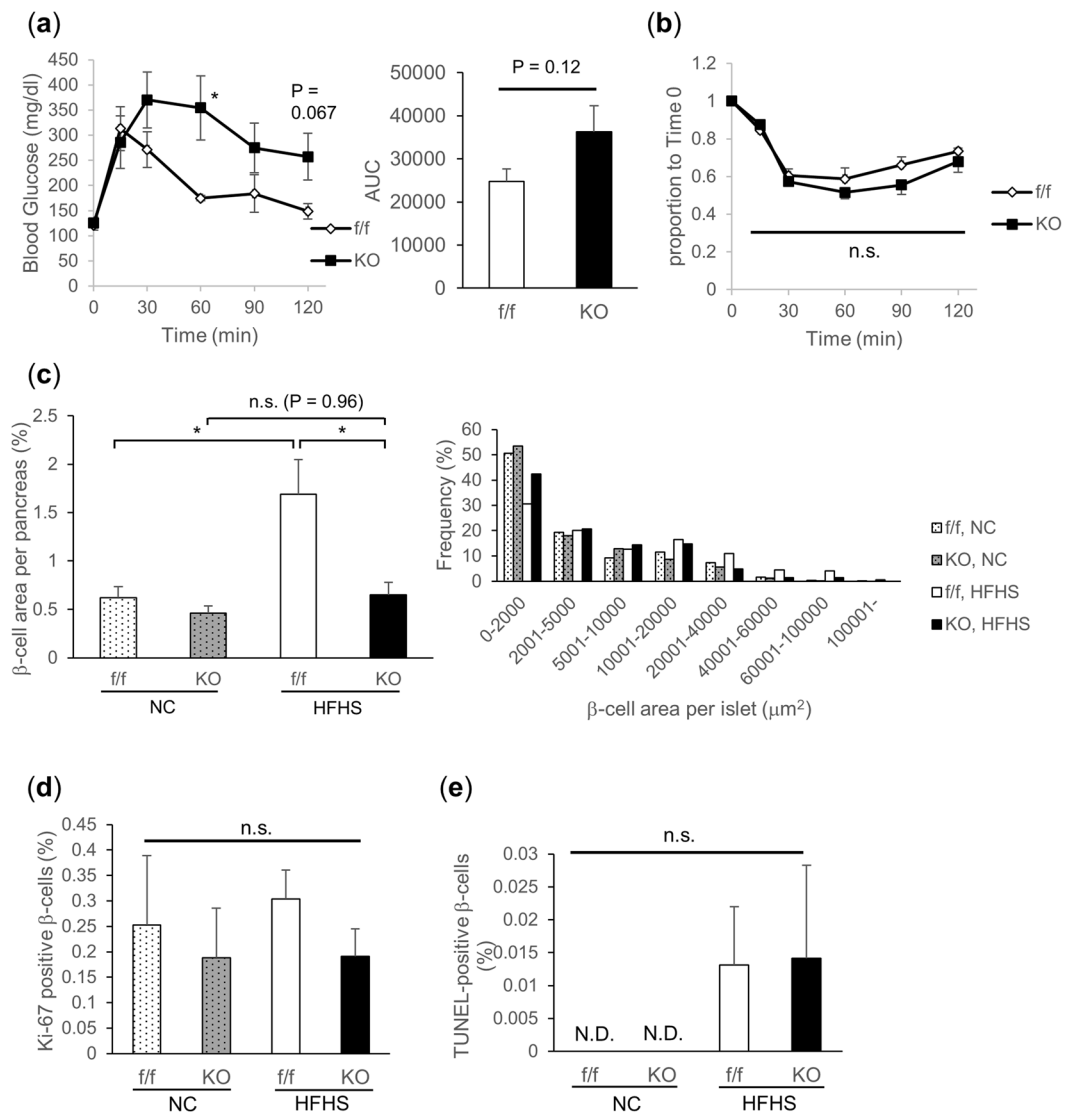 (a)
Blood Glucose (mg/dl)
450
400
350
300
250
200
150
100
50
0
0 30 60 90 120
Time (min)
*
P =
0.067
f/f
KO
AUC
50000
40000
30000
20000
10000
0
P = 0.12
f/f KO
(b)
proportion to Time 0
1.2
1
0.8
0.6
0.4
0.2
0
n.s.
0 30 60 90 120
Time (min)
f/f
KO
(c)
β-cell area per pancreas (%)
2.5
2
1.5
1
0.5
0
n.s. (P = 0.96)
* *
f/f KO f/f KO
NC HFHS
Frequency (%)
60
50
40
30
20
10
0
0-2000
2001-5000
5001-10000
10001-20000
20001-40000
40001-60000
60001-100000
100001-
β-cell area per islet (μm²)
f/f, NC
KO, NC
f/f, HFHS
KO, HFHS
(d)
Ki-67 positive β-cells (%)
0.45
0.4
0.35
0.3
0.25
0.2
0.15
0.1
0.05
0
n.s.
f/f KO f/f KO
NC HFHS
(e)
TUNEL-positive β-cells
(%)
0.03
0.025
0.02
0.015
0.01
0.005
0
n.s.
N.D. N.D.
f/f KO f/f KO
NC HFHS